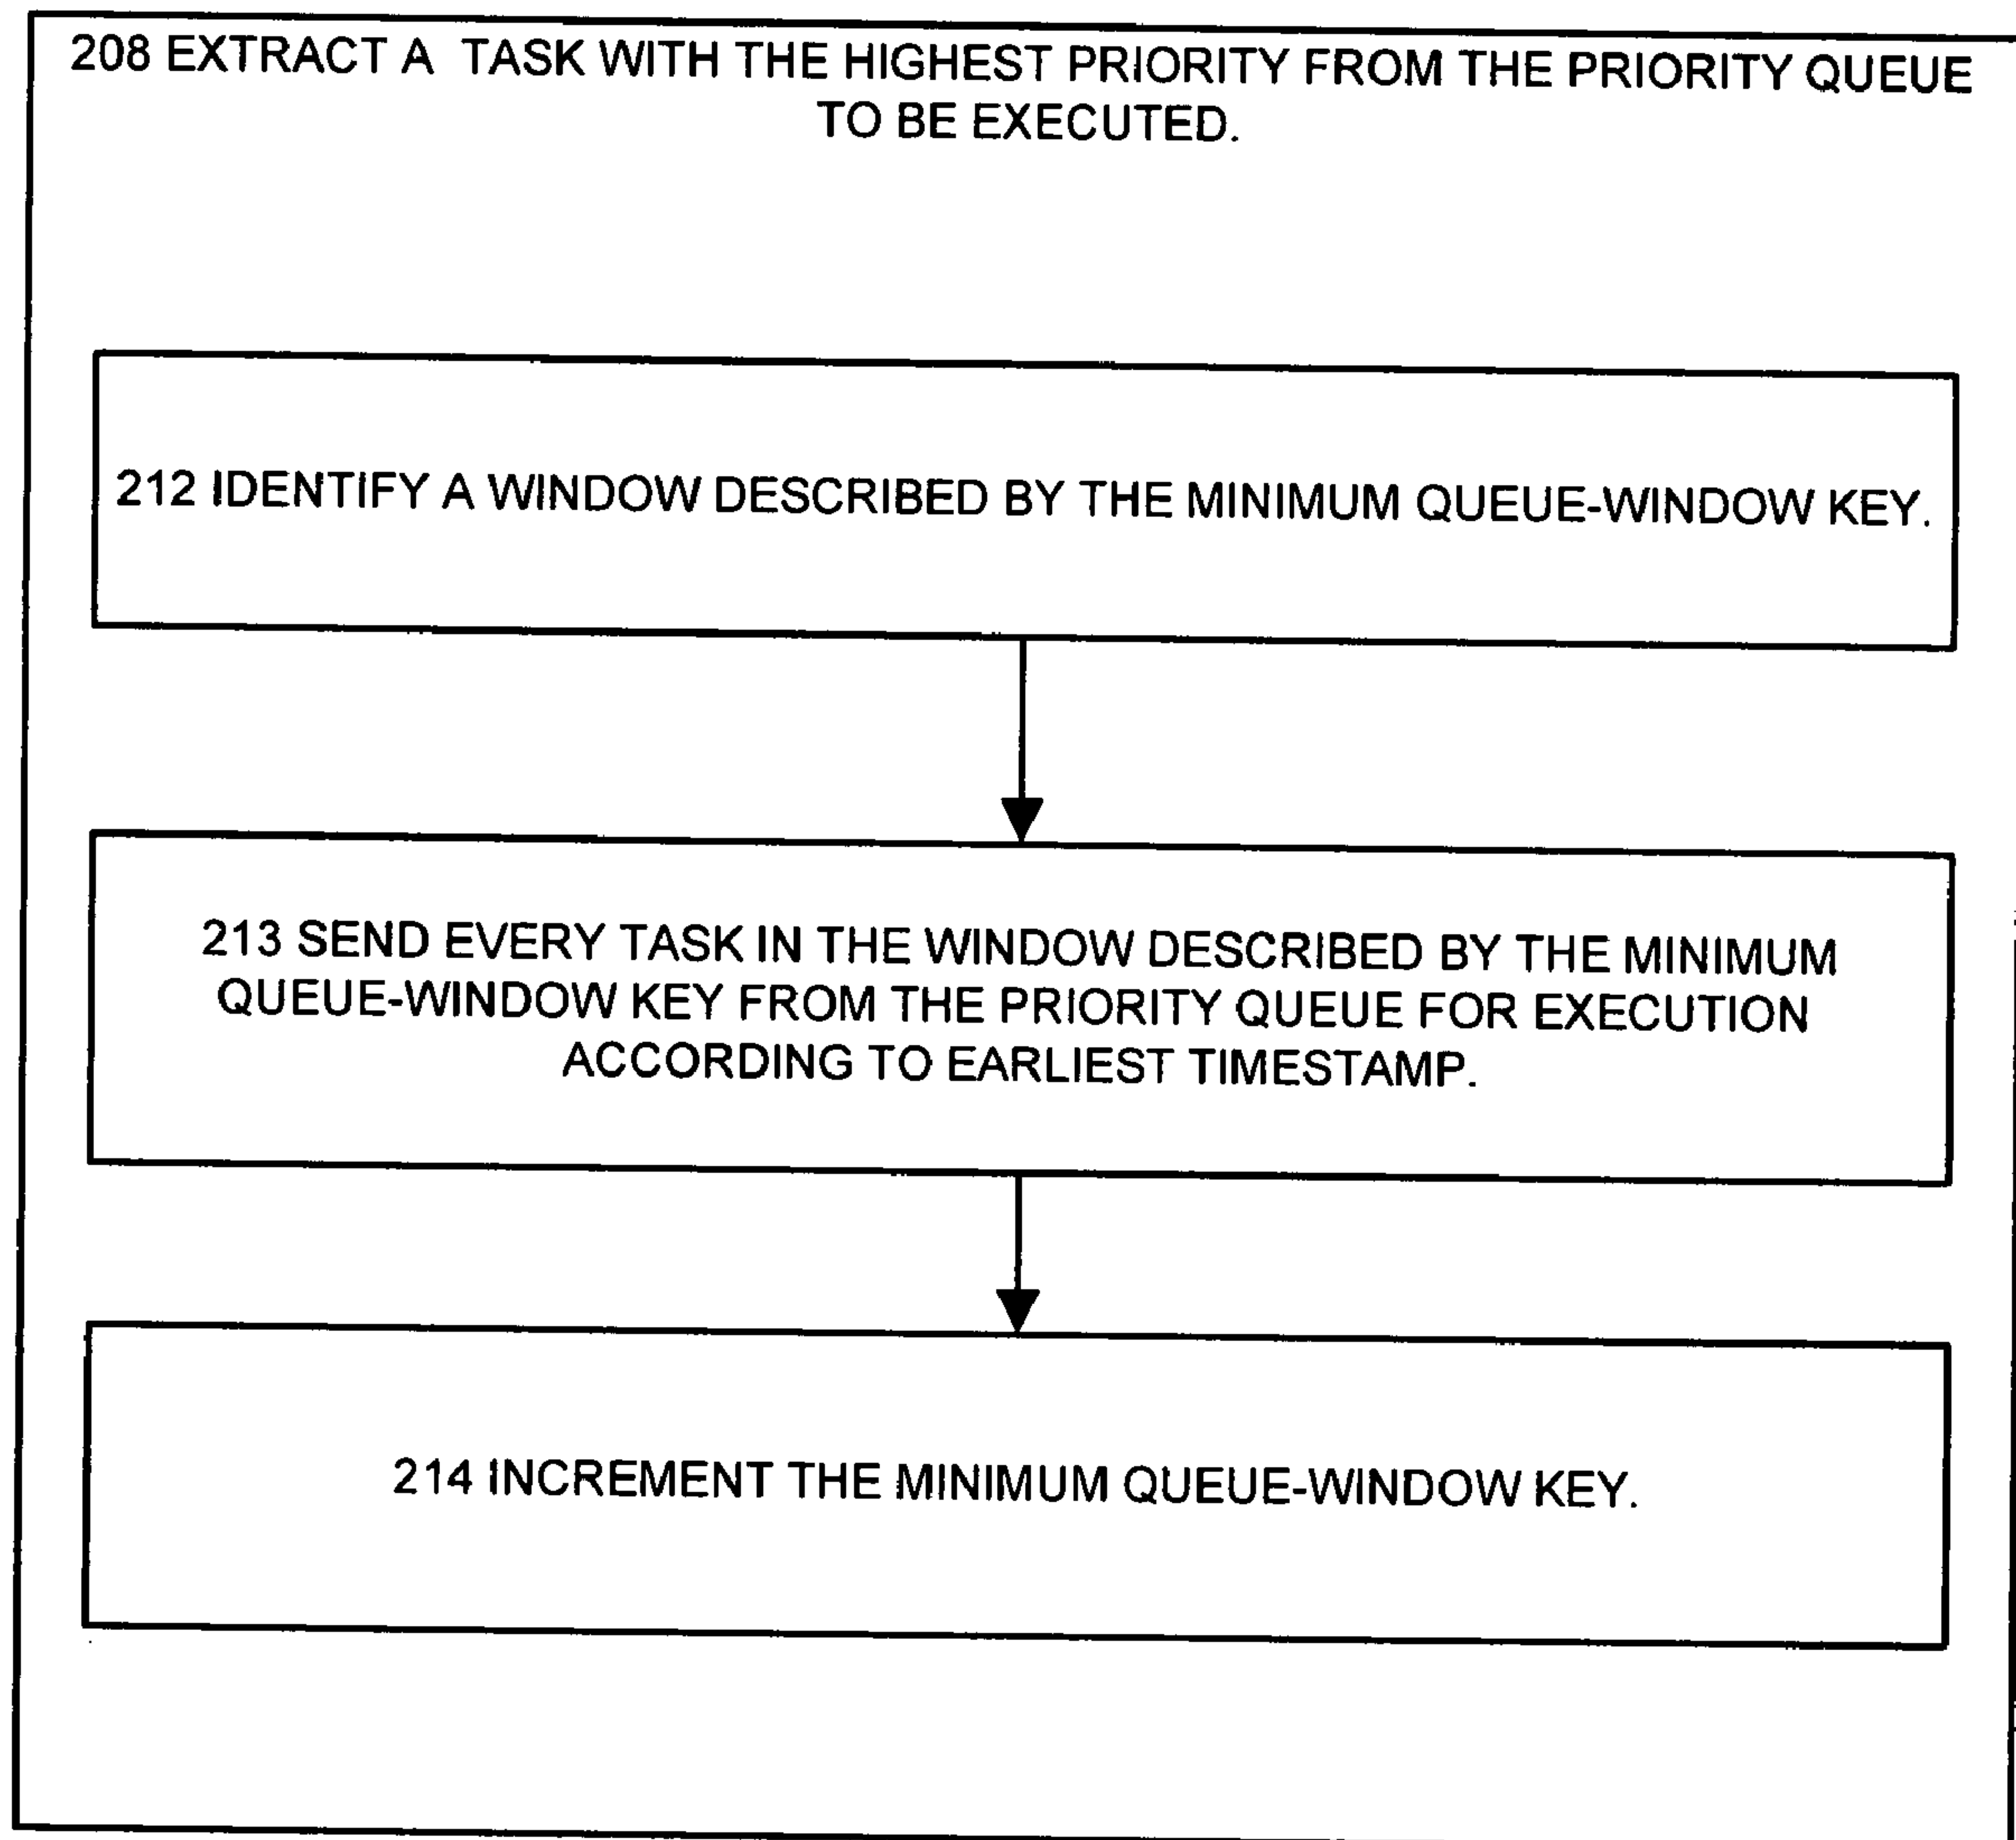 208 EXTRACT A TASK WITH THE HIGHEST PRIORITY FROM THE PRIORITY QUEUE
TO BE EXECUTED.
212 IDENTIFY A WINDOW DESCRIBED BY THE MINIMUM QUEUE-WINDOW KEY.
213 SEND EVERY TASK IN THE WINDOW DESCRIBED BY THE MINIMUM
QUEUE-WINDOW KEY FROM THE PRIORITY QUEUE FOR EXECUTION
ACCORDING TO EARLIEST TIMESTAMP.
214 INCREMENT THE MINIMUM QUEUE-WINDOW KEY.